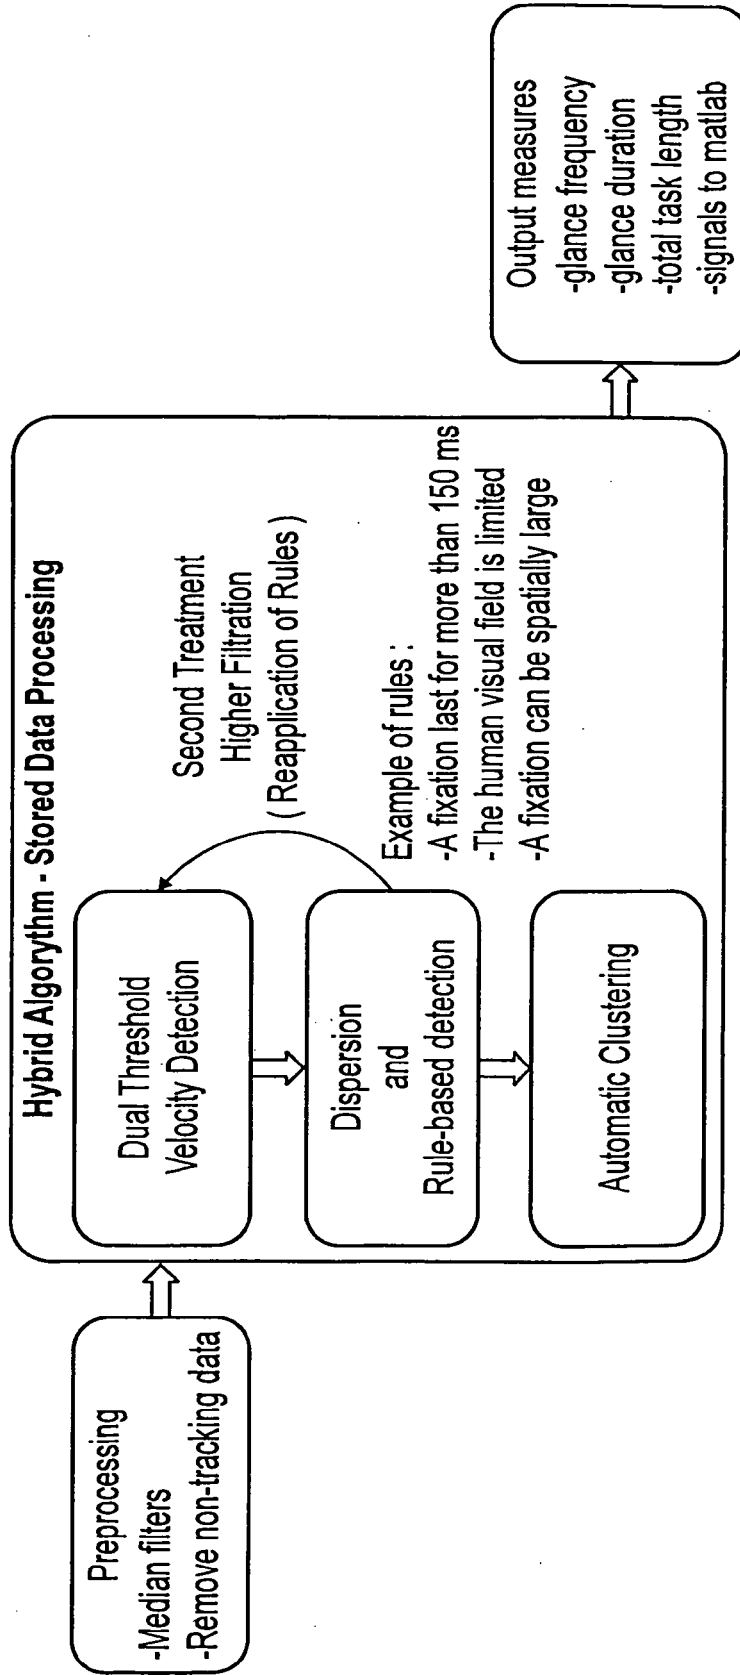 Preprocessing
-Median filters
-Remove non-tracking data
Hybrid Algorythm - Stored Data Processing
Dual Threshold
Velocity Detection
Second Treatment
Higher Filtration
( Reapplication of Rules )
Dispersion
and
Rule-based detection
Example of rules :
-A fixation last for more than 150 ms
-The human visual field is limited
-A fixation can be spatially large
Automatic Clustering
Output measures
-glance frequency
-glance duration
-total task length
-signals to matlab